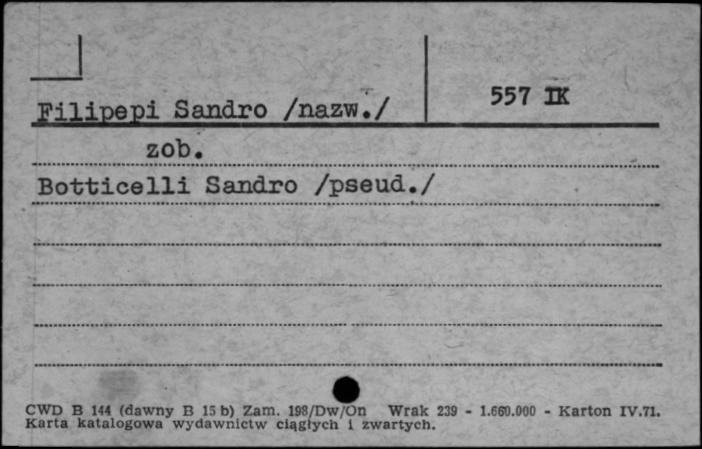 557 IK
Filipepi Sandro /nazw./
zob.
Botticelli Sandro /pseud./
CWD B 144 (dawny B 15 b) Zam. 198/Dw/On Wrak 239 - 1.660.000 - Karton IV.71.
Karta katalogowa wydawnictw ciągłych i zwartych.